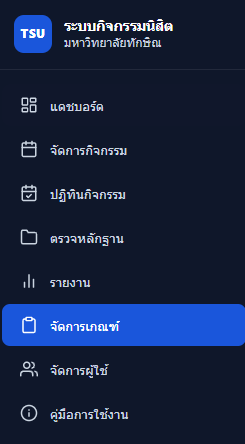 TSU
ระบบกิจกรรมนิสิต
มหาวิทยาลัยทักษิณ
แดชบอร์ด
จัดการกิจกรรม
ปฏิทินกิจกรรม
ตรวจหลักฐาน
รายงาน
จัดการเกณฑ์
จัดการผู้ใช้
คู่มือการใช้งาน